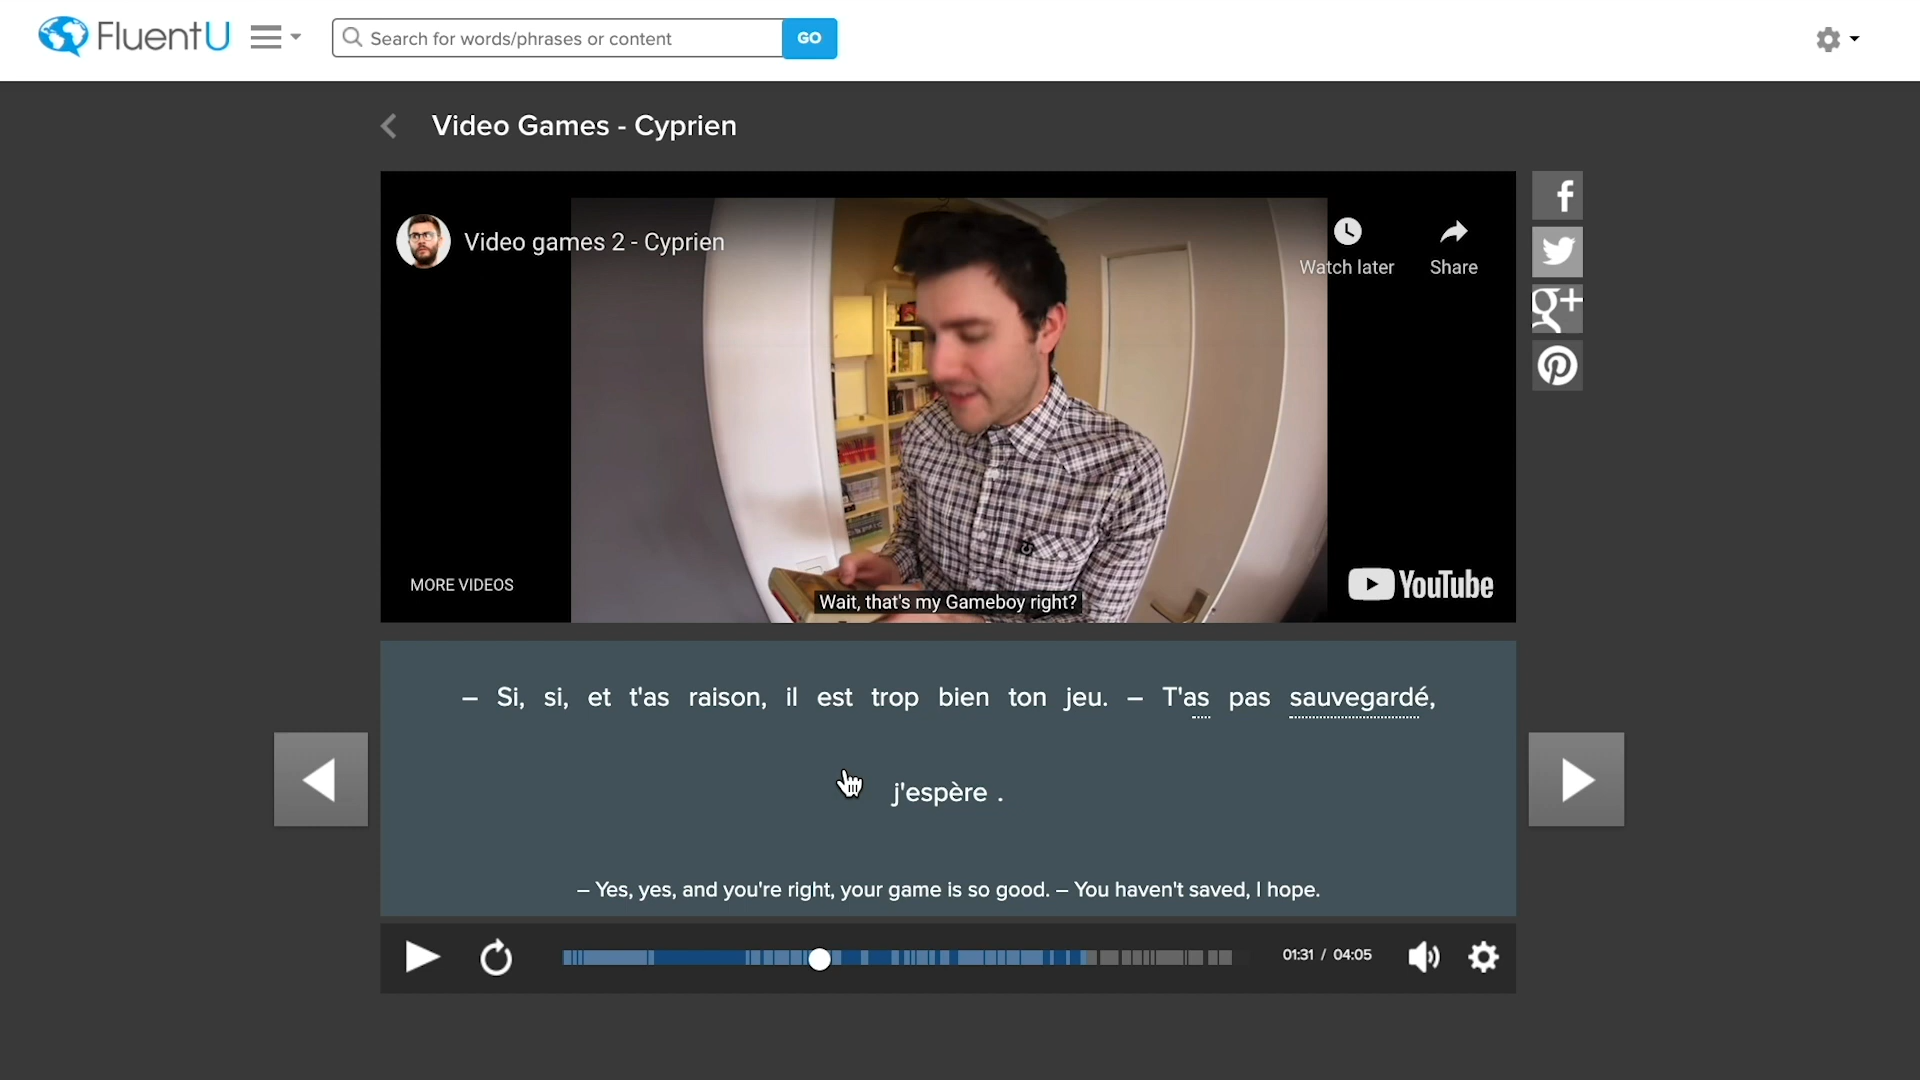 FluentU
Search for words/phrases or content
GO
Video Games - Cyprien
Video games 2 - Cyprien
Watch later
Share
MORE VIDEOS
Wait, that's my Gameboy right?
YouTube
– Si, si, et t'as raison, il est trop bien ton jeu. – T'as pas sauvegardé,
j'espère .
– Yes, yes, and you're right, your game is so good. – You haven't saved, I hope.
01:31 / 04:05
f
g+